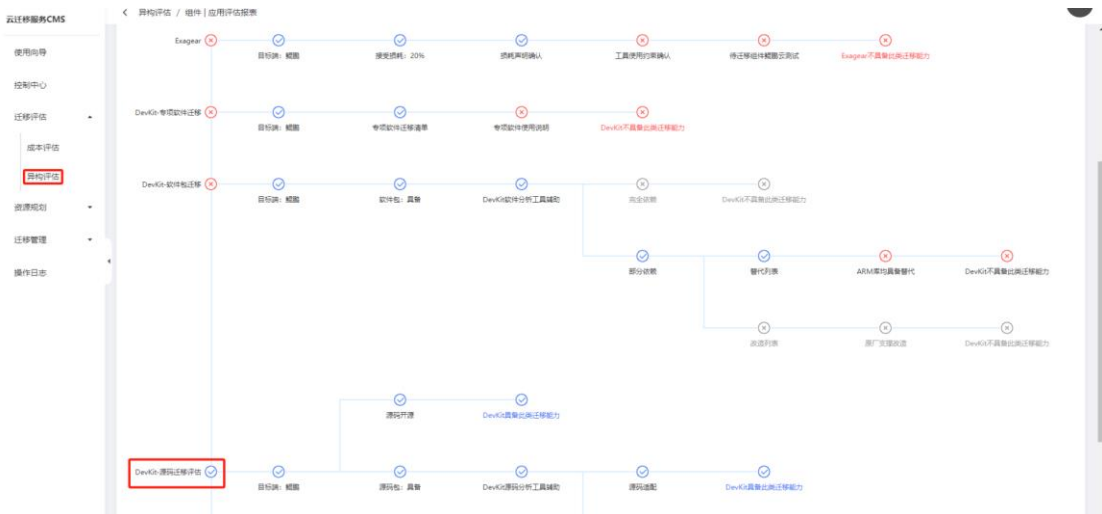 云迁移服务CMS
异构评估 / 组件|应用评估报表
使用向导
控制中心
迁移评估
成本评估
异构评估
资源规划
迁移管理
操作日志
Exagear
目标端：鲲鹏
接受损耗：20%
损耗声明确认
工具使用约束确认
待迁移组件鲲鹏云测试
Exagear不具备此类迁移能力
DevKit-专项软件迁移
目标端：鲲鹏
专项软件迁移清单
专项软件使用说明
DevKit不具备此类迁移能力
DevKit-软件包迁移
目标端：鲲鹏
软件包：具备
DevKit软件分析工具辅助
完全依赖
DevKit不具备此类迁移能力
部分依赖
替代列表
ARM库均具备替代
DevKit不具备此类迁移能力
改造列表
原厂支撑改造
DevKit不具备此类迁移能力
源码开源
DevKit具备此类迁移能力
DevKit-源码迁移评估
目标端：鲲鹏
源码包：具备
DevKit源码分析工具辅助
源码适配
DevKit具备此类迁移能力